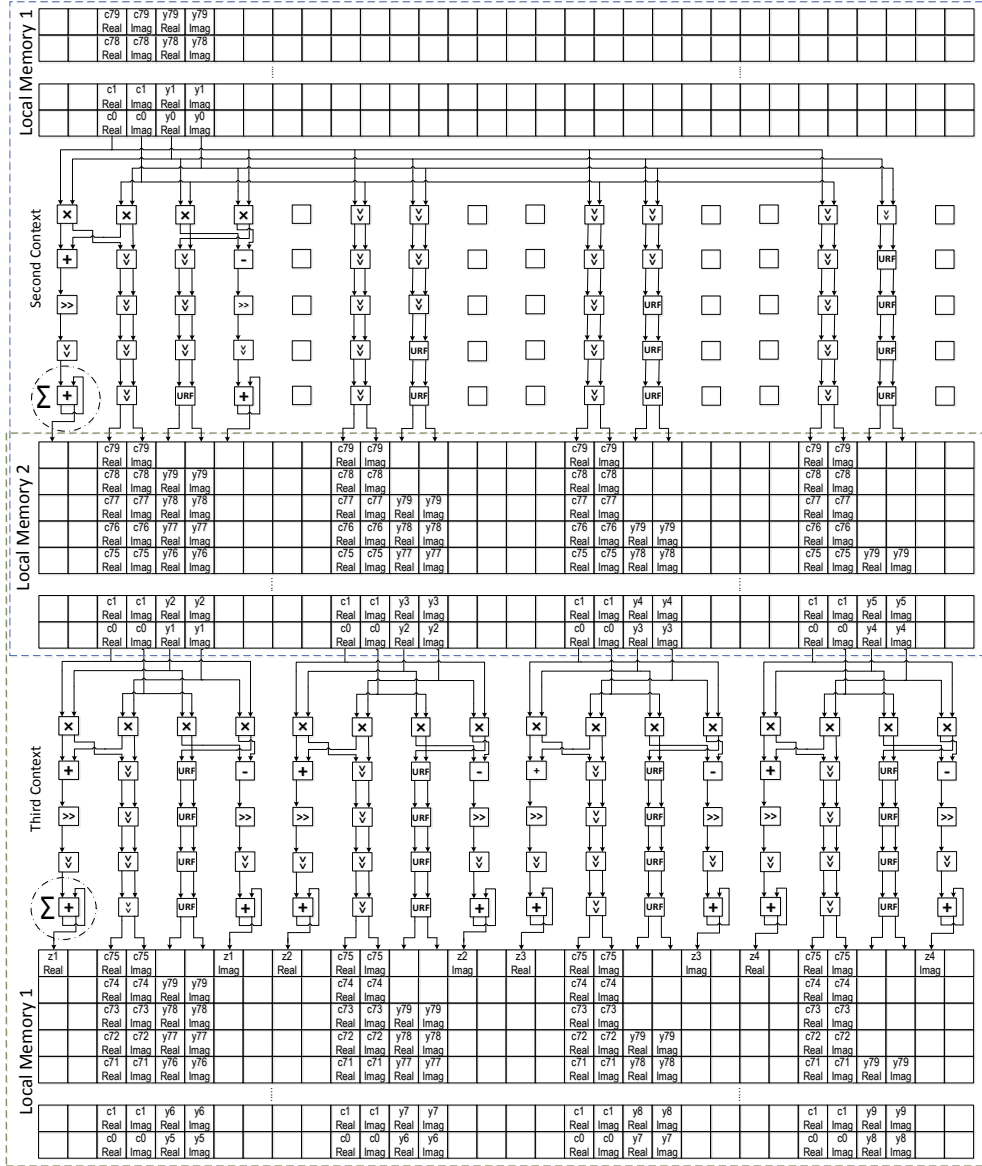 Local Memory 1
c79 c79 y79 y79
Real Imag Real Imag
c78 c78 y78 y78
Real Imag Real Imag
c1 c1 y1 y1
Real Imag Real Imag
c0 c0 y0 y0
Real Imag Real Imag
Second Context
× × × × >> >> >> >> >> >>
+ >> >> - >> >> >> >> >> URF
>> >> >> >> >> >> >> URF >> URF
>> >> >> >> >> URF >> URF >> URF
Σ + >> URF + >> URF >> URF >> URF
Local Memory 2
c79 c79 c79 c79 c79 c79 c79 c79
Real Imag Real Imag Real Imag Real Imag
c78 c78 y79 y79 c78 c78 c78 c78 c78 c78
Real Imag Real Imag Real Imag Real Imag Real Imag
c77 c77 y78 y78 c77 c77 y79 y79 c77 c77 c77 c77
Real Imag Real Imag Real Imag Real Imag Real Imag Real Imag
c76 c76 y77 y77 c76 c76 y78 y78 c76 c76 y79 y79 c76 c76
Real Imag Real Imag Real Imag Real Imag Real Imag Real Imag Real Imag
c75 c75 y76 y76 c75 c75 y77 y77 c75 c75 y78 y78 c75 c75 y79 y79
Real Imag Real Imag Real Imag Real Imag Real Imag Real Imag Real Imag Real Imag
c1 c1 y2 y2 c1 c1 y3 y3 c1 c1 y4 y4 c1 c1 y5 y5
Real Imag Real Imag Real Imag Real Imag Real Imag Real Imag Real Imag Real Imag
c0 c0 y1 y1 c0 c0 y2 y2 c0 c0 y3 y3 c0 c0 y4 y4
Real Imag Real Imag Real Imag Real Imag Real Imag Real Imag Real Imag Real Imag
Third Context
× × × × × × × × × × × × × × × ×
+ >> URF - + >> URF - + >> URF - + >> URF -
>> >> URF >> >> >> URF >> >> >> URF >> >> >> URF >>
>> >> URF >> >> >> URF >> >> >> URF >> >> >> URF >>
Σ + >> URF + + >> URF + + >> URF + + >> URF +
Local Memory 1
z1 c75 c75 z1 z2 c75 c75 z2 z3 c75 c75 z3 z4 c75 c75 z4
Real Real Imag Imag Real Real Imag Imag Real Real Imag Imag Real Real Imag Imag
c74 c74 y79 y79 c74 c74 c74 c74 c74 c74
Real Imag Real Imag Real Imag Real Imag Real Imag
c73 c73 y78 y78 c73 c73 y79 y79 c73 c73 c73 c73
Real Imag Real Imag Real Imag Real Imag Real Imag Real Imag
c72 c72 y77 y77 c72 c72 y78 y78 c72 c72 y79 y79 c72 c72
Real Imag Real Imag Real Imag Real Imag Real Imag Real Imag Real Imag
c71 c71 y76 y76 c71 c71 y77 y77 c71 c71 y78 y78 c71 c71 y79 y79
Real Imag Real Imag Real Imag Real Imag Real Imag Real Imag Real Imag Real Imag
c1 c1 y6 y6 c1 c1 y7 y7 c1 c1 y8 y8 c1 c1 y9 y9
Real Imag Real Imag Real Imag Real Imag Real Imag Real Imag Real Imag Real Imag
c0 c0 y5 y5 c0 c0 y6 y6 c0 c0 y7 y7 c0 c0 y8 y8
Real Imag Real Imag Real Imag Real Imag Real Imag Real Imag Real Imag Real Imag